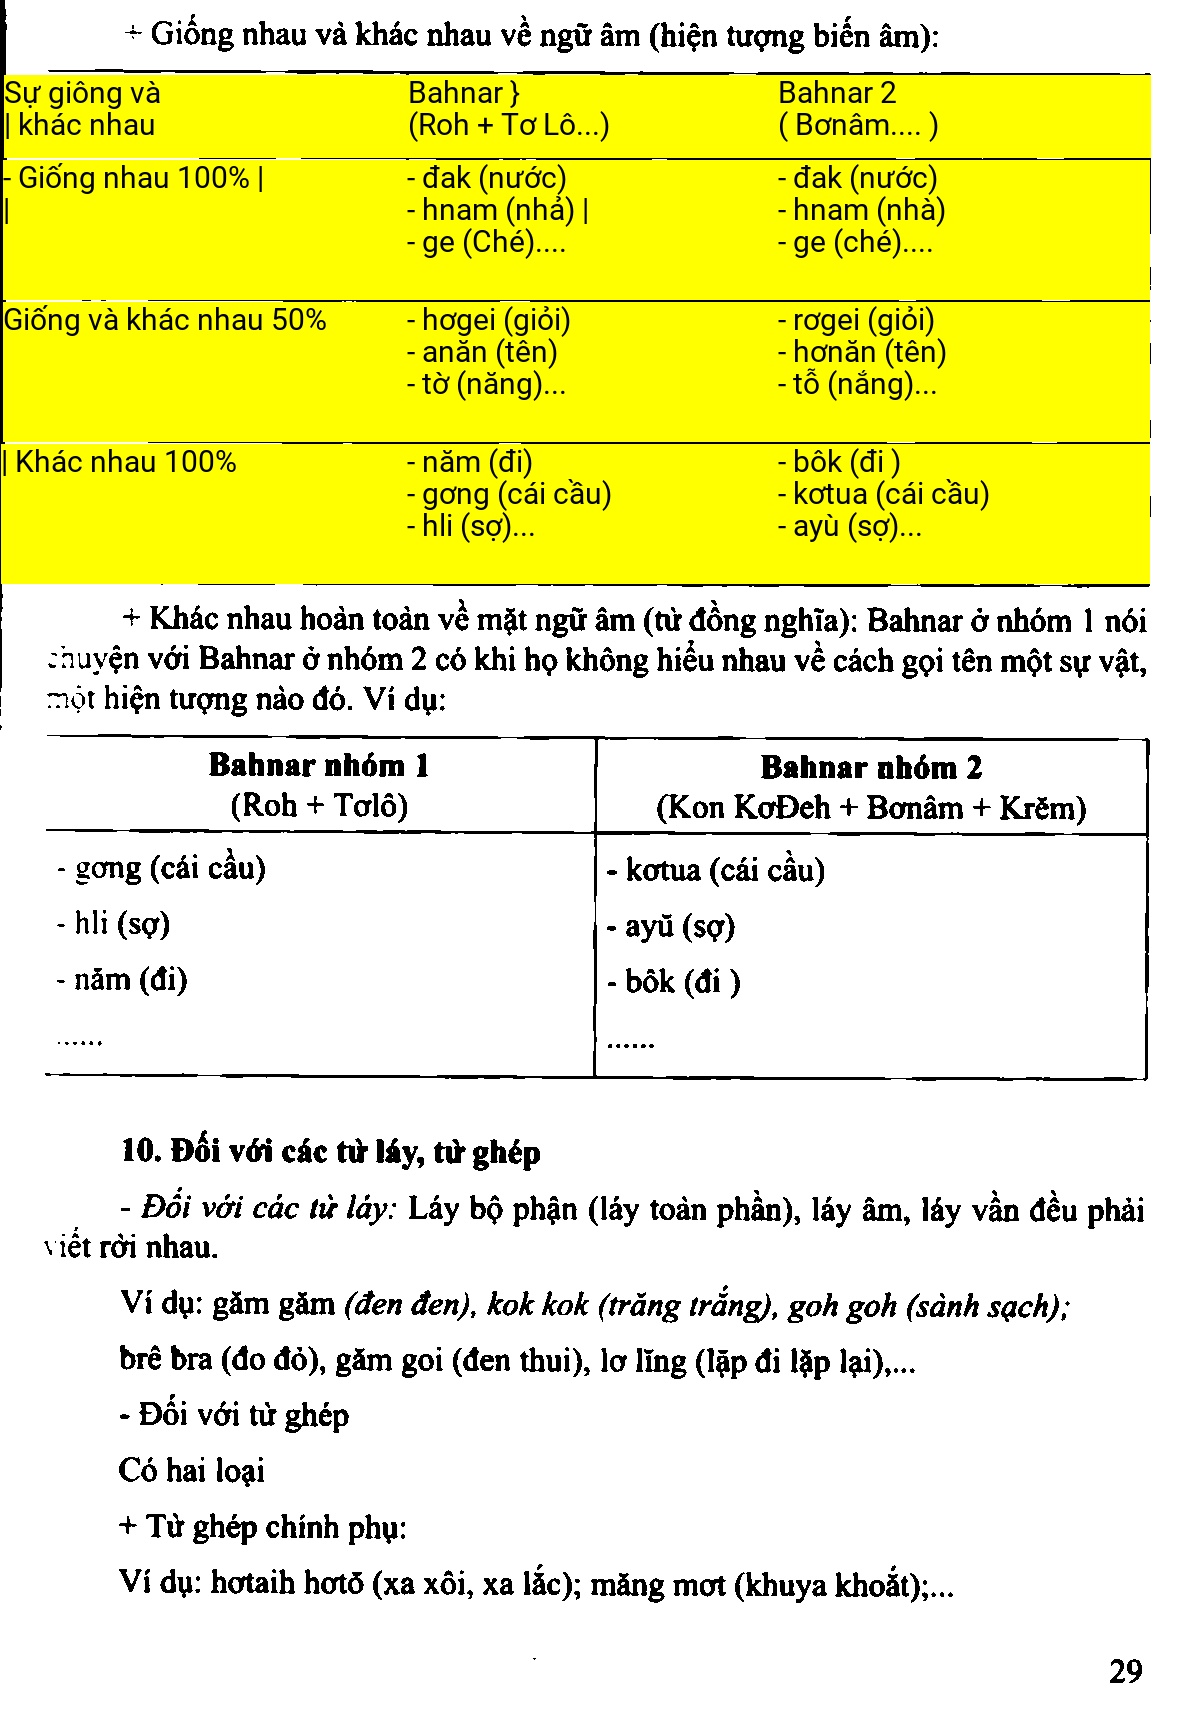 + Giống nhau và khác nhau về ngữ âm (hiện tượng biến âm):
Sự giông và Bahnar } Bahnar 2
| khác nhau (Roh + Tơ Lô...) ( Bơnâm.... )
- Giống nhau 100% | - đak (nước) - đak (nước)
| - hnam (nhả) | - hnam (nhà)
- ge (Ché).... - ge (ché)....
Giống và khác nhau 50% - hơgei (giỏi) - rơgei (giỏi)
- anăn (tên) - hơnăn (tên)
- tờ (năng)... - tỗ (nắng)...
| Khác nhau 100% - năm (đi) - bôk (đi )
- gơng (cái cầu) - kơtua (cái cầu)
- hli (sợ)... - ayù (sợ)...
+ Khác nhau hoàn toàn về mặt ngữ âm (từ đồng nghĩa): Bahnar ở nhóm 1 nói
chuyện với Bahnar ở nhóm 2 có khi họ không hiểu nhau về cách gọi tên một sự vật,
một hiện tượng nào đó. Ví dụ:
Bahnar nhóm 1 Bahnar nhóm 2
(Roh + Tơlô) (Kon KơĐeh + Bơnâm + Krĕm)
- gơng (cái cầu) - kơtua (cái cầu)
- hli (sợ) - ayŭ (sợ)
- năm (đi) - bôk (đi )
...... ......
10. Đối với các từ láy, từ ghép
- Đối với các từ láy: Láy bộ phận (láy toàn phần), láy âm, láy vần đều phải
viết rời nhau.
Ví dụ: găm găm (đen đen), kok kok (trăng trắng), goh goh (sành sạch);
brê bra (đo đỏ), găm goi (đen thui), lơ lĭng (lặp đi lặp lại),...
- Đối với từ ghép
Có hai loại
+ Từ ghép chính phụ:
Ví dụ: hơtaih hơtŏ (xa xôi, xa lắc); măng mơt (khuya khoắt);...
29